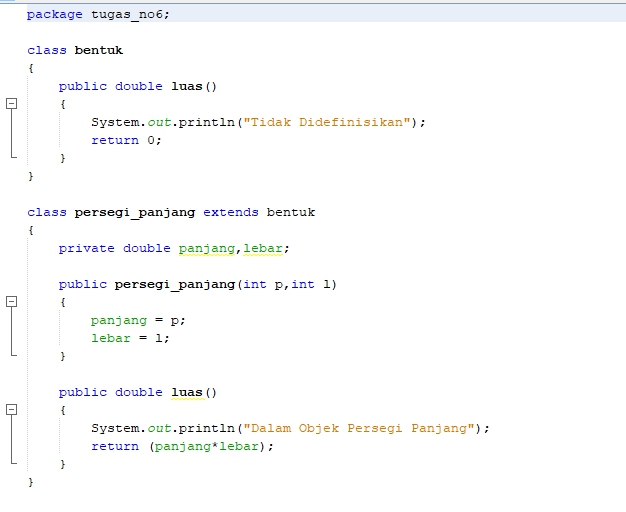 package tugas_no6;
class bentuk
{
public double luas()
{
System.out.println("Tidak Didefinisikan");
return 0;
}
}
class persegi_panjang extends bentuk
{
private double panjang,lebar;
public persegi_panjang(int p,int l)
{
panjang = p;
lebar = l;
}
public double luas()
{
System.out.println("Dalam Objek Persegi Panjang");
return (panjang*lebar);
}
}